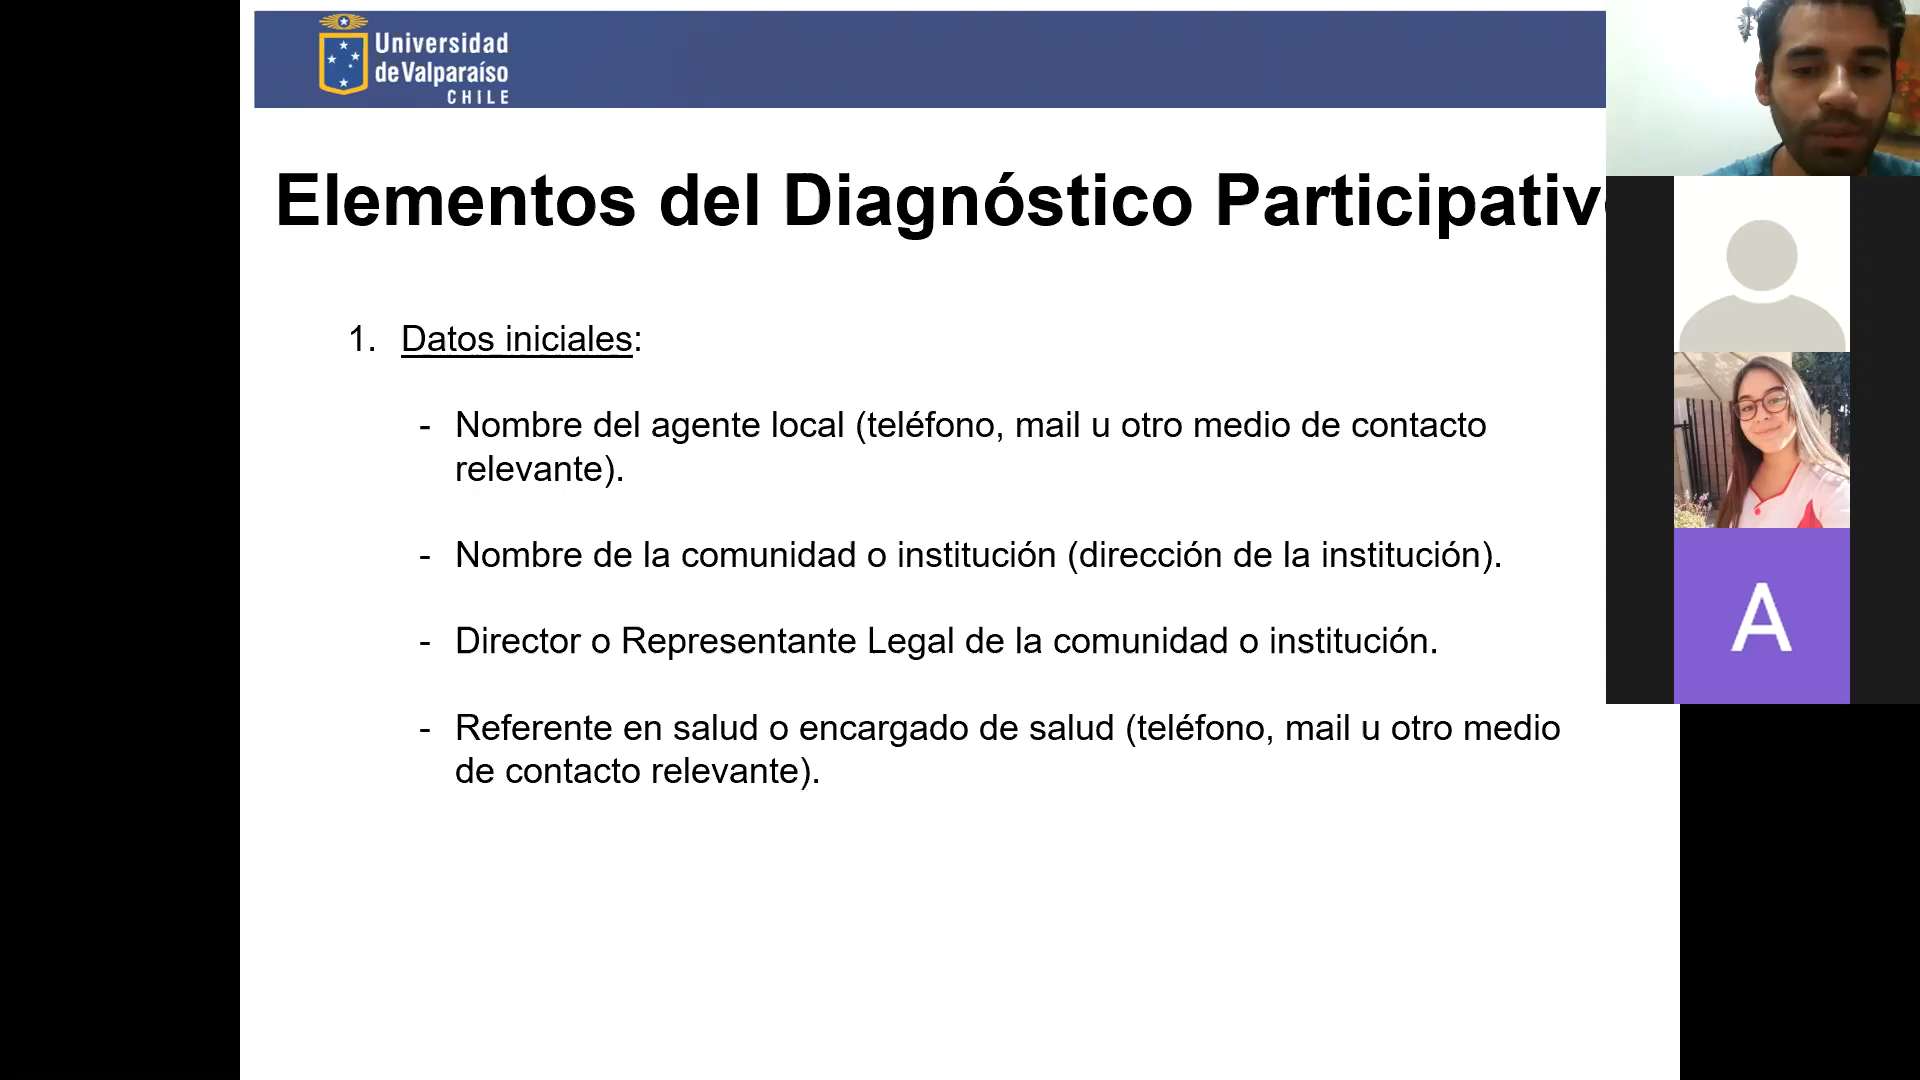 Universidad
de Valparaíso
CHILE
Elementos del Diagnóstico Participativo
1. Datos iniciales:
- Nombre del agente local (teléfono, mail u otro medio de contacto
relevante).
- Nombre de la comunidad o institución (dirección de la institución).
- Director o Representante Legal de la comunidad o institución.
- Referente en salud o encargado de salud (teléfono, mail u otro medio
de contacto relevante).
A